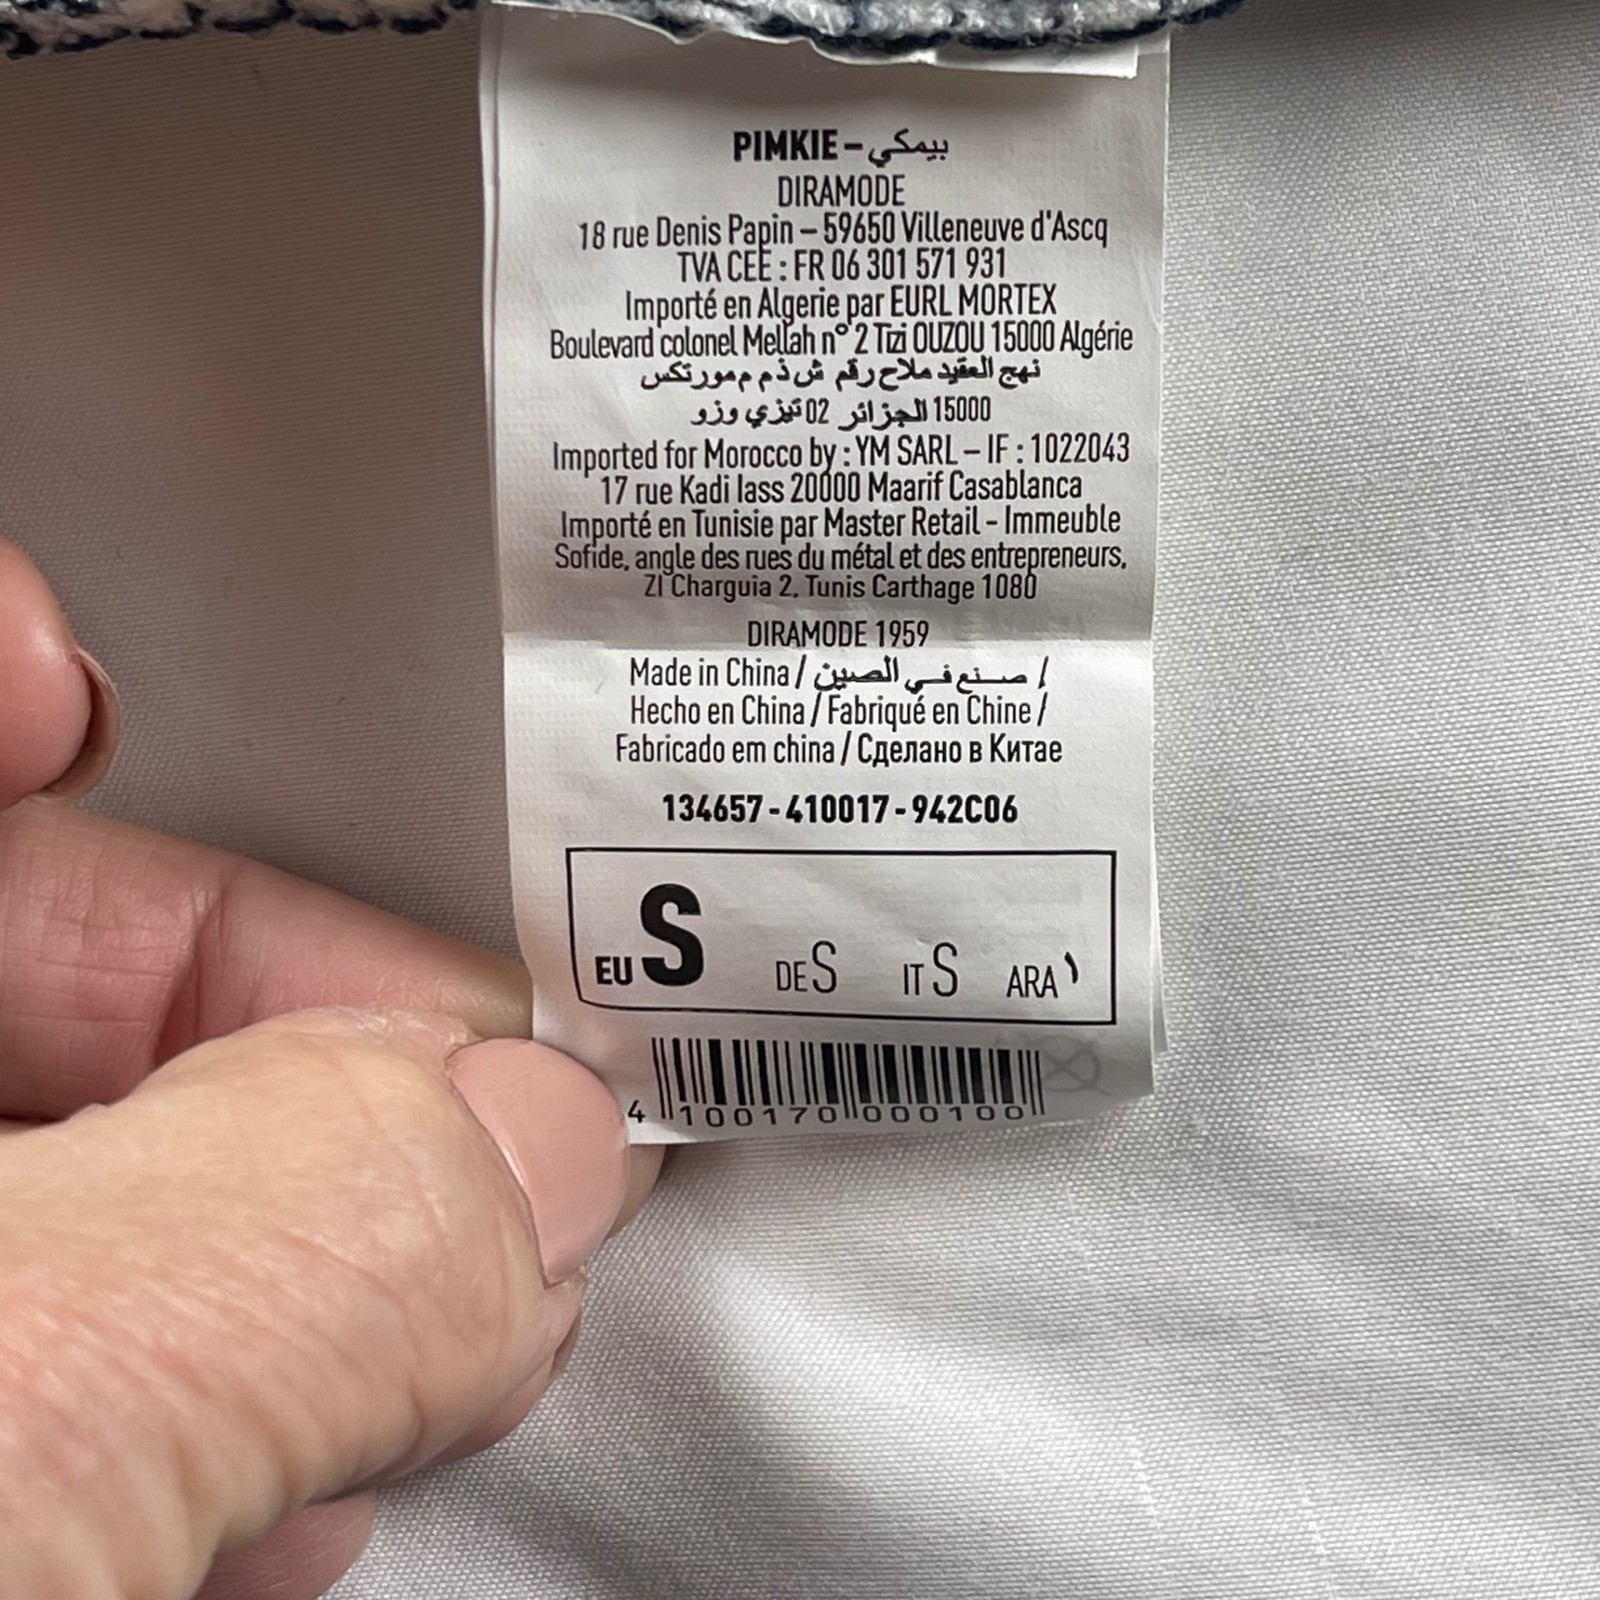 PIMKIE – بيمكي
DIRAMODE
18 rue Denis Papin – 59650 Villeneuve d'Ascq
TVA CEE : FR 06 301 571 931
Importé en Algerie par EURL MORTEX
Boulevard colonel Mellah n° 2 Tizi OUZOU 15000 Algérie
نهج العقيد ملاح رقم ش ذ م م مورتكس
15000 الجزائر 02 تيزي وزو
Imported for Morocco by : YM SARL – IF : 1022043
17 rue Kadi Iass 20000 Maarif Casablanca
Importé en Tunisie par Master Retail - Immeuble
Sofide, angle des rues du métal et des entrepreneurs,
ZI Charguia 2, Tunis Carthage 1080
DIRAMODE 1959
Made in China / صنع في الصين /
Hecho en China / Fabriqué en Chine /
Fabricado em china / Сделано в Китае
134657 - 410017 - 942C06
EU S DE S IT S ARA ١
4 100170 000100